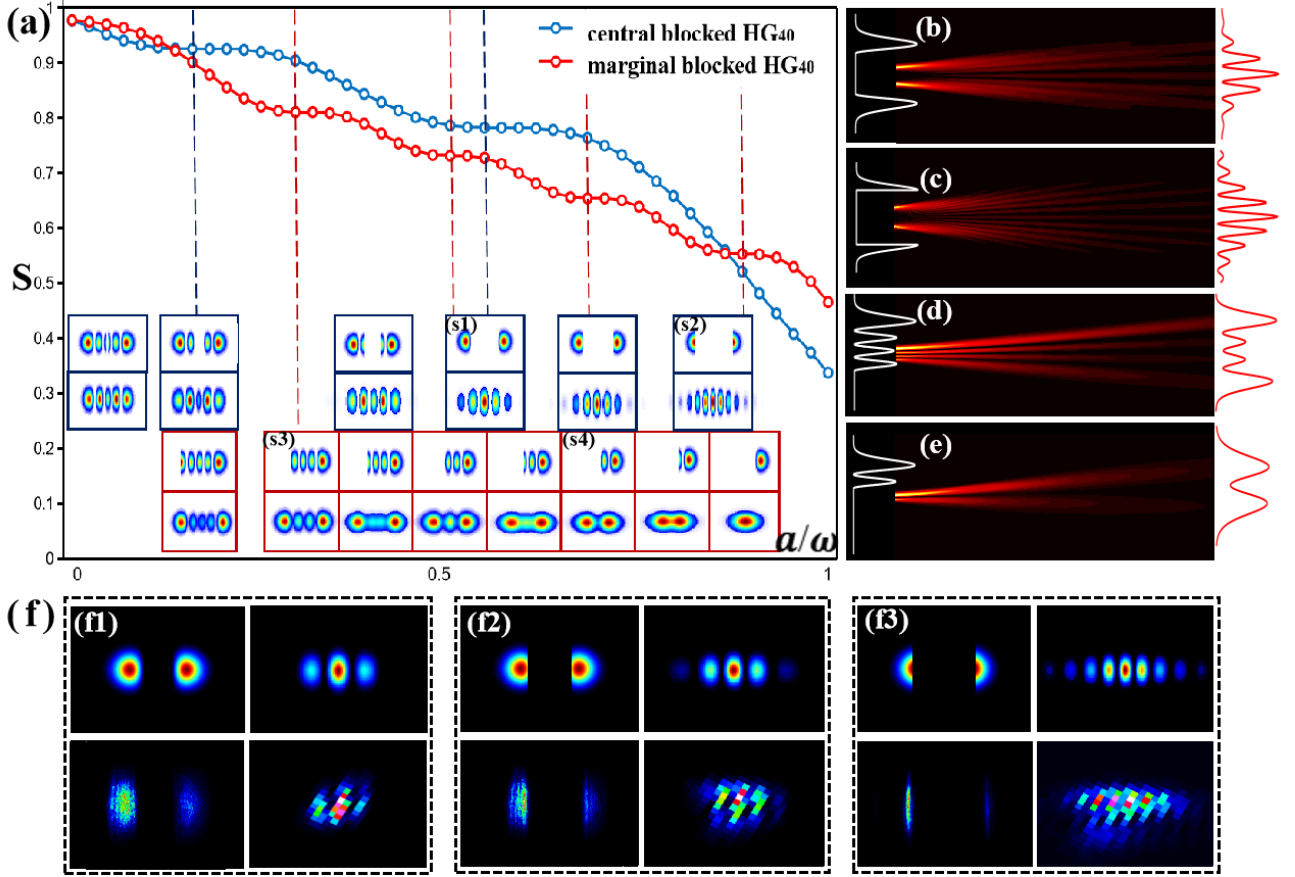 (a)
1
central blocked HG40
marginal blocked HG40
0.9
0.8
0.7
0.6
S
0.5
0.4
0.3
0.2
0.1
0
(s1)
(s2)
(s3)
(s4)
a/ω
0
0.5
1
(b)
(c)
(d)
(e)
(f)
(f1)
(f2)
(f3)